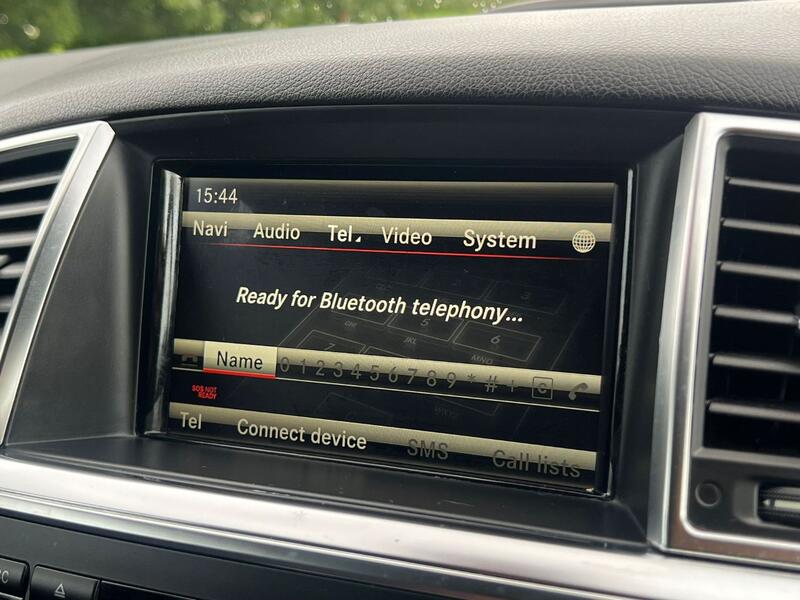 15:44
Navi Audio Tel Video System
Ready for Bluetooth telephony...
Name 0 1 2 3 4 5 6 7 8 9 * # + C
SOS NOT
READY
Tel Connect device SMS Call lists